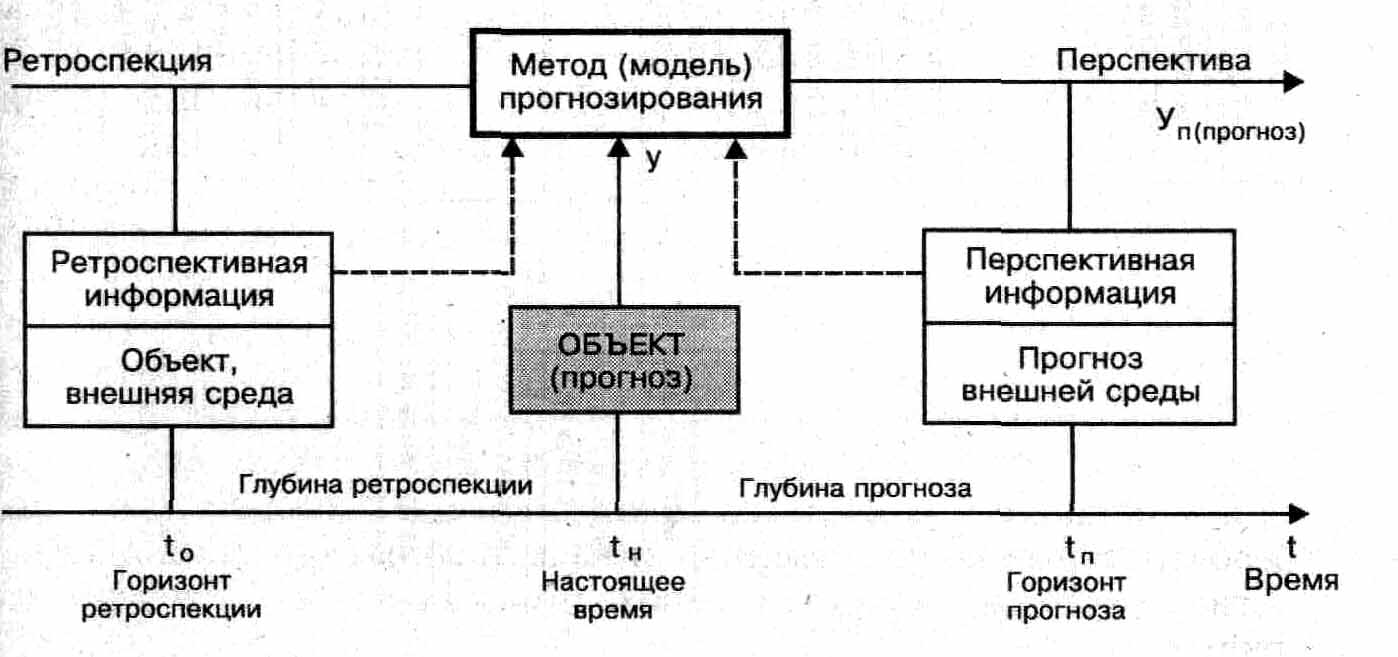 Ретроспекция
Метод (модель)
прогнозирования
Перспектива
Уп(прогноз)
У
Ретроспективная
информация
Объект,
внешняя среда
ОБЪЕКТ
(прогноз)
Перспективная
информация
Прогноз
внешней среды
Глубина ретроспекции
Глубина прогноза
tо
Горизонт
ретроспекции
tн
Настоящее
время
tп
Горизонт
прогноза
t
Время